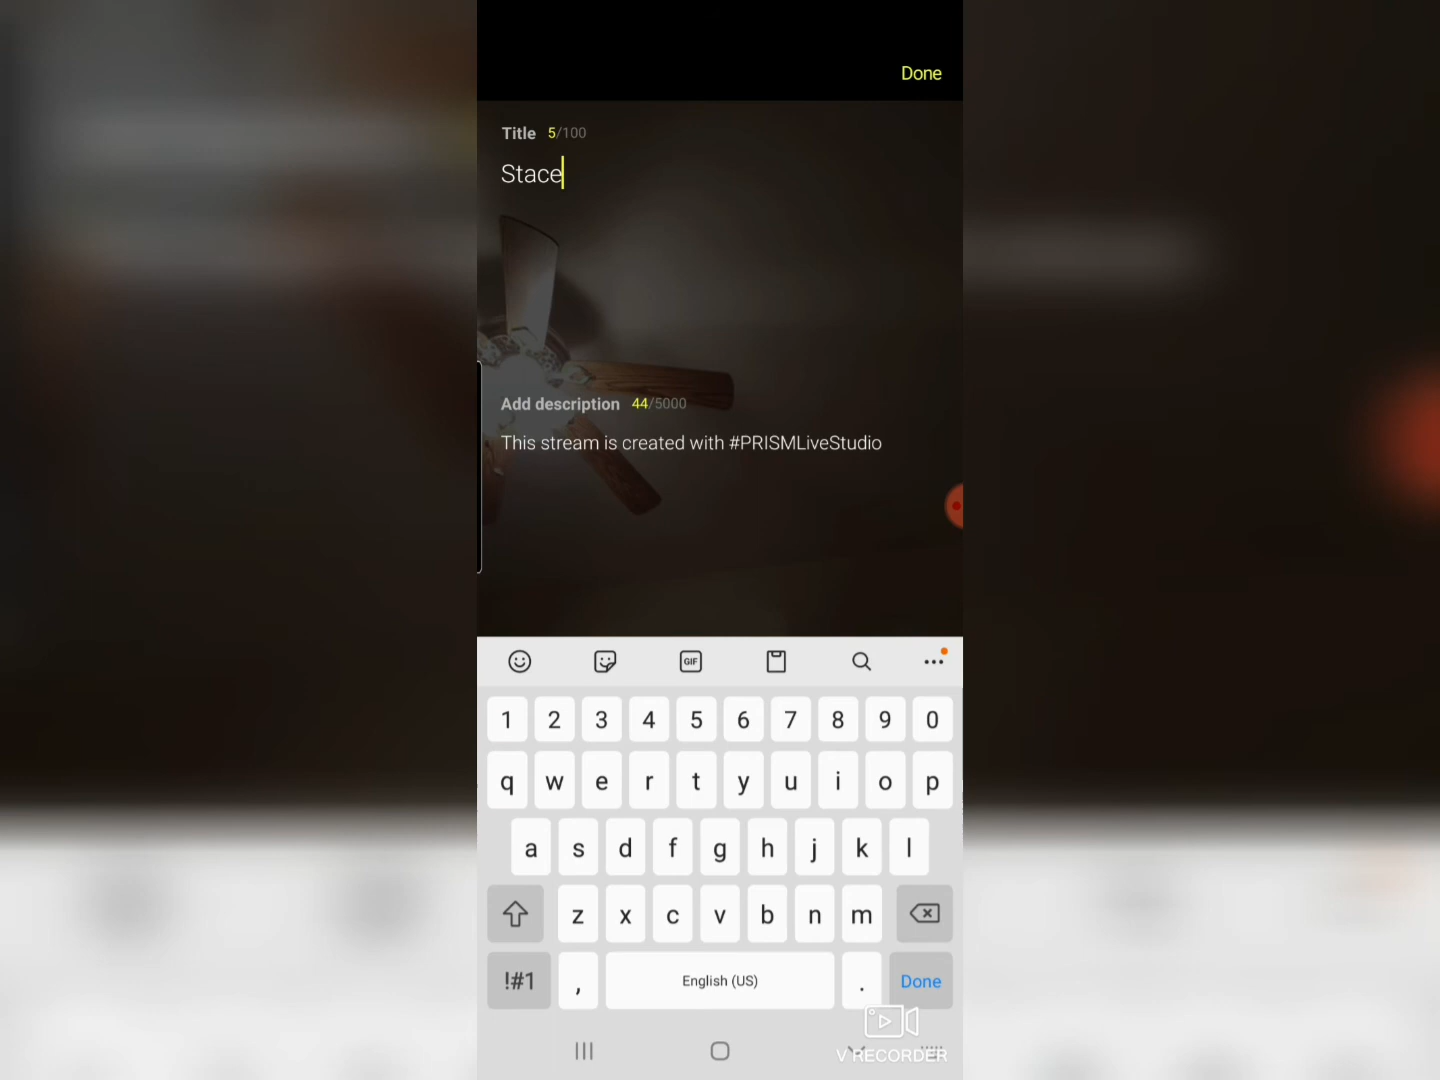 Done
Title 5/100
Stace
Add description 44/5000
This stream is created with #PRISMLiveStudio
GIF
1 2 3 4 5 6 7 8 9 0
q w e r t y u i o p
a s d f g h j k l
z x c v b n m
!#1 , English (US) . Done
V RECORDER